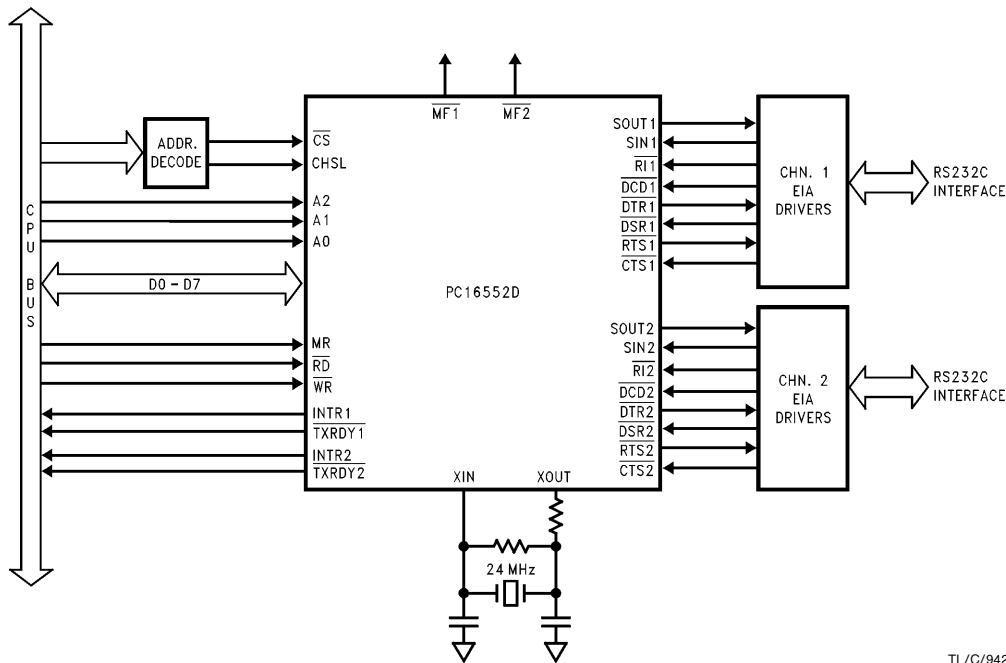 CPU BUS
ADDR.
DECODE
CS
CHSL
A2
A1
A0
D0 - D7
MR
RD
WR
INTR1
TXRDY1
INTR2
TXRDY2
MF1
MF2
PC16552D
XIN
XOUT
24 MHz
SOUT1
SIN1
RI1
DCD1
DTR1
DSR1
RTS1
CTS1
SOUT2
SIN2
RI2
DCD2
DTR2
DSR2
RTS2
CTS2
CHN. 1
EIA
DRIVERS
RS232C
INTERFACE
CHN. 2
EIA
DRIVERS
RS232C
INTERFACE
TL/C/942